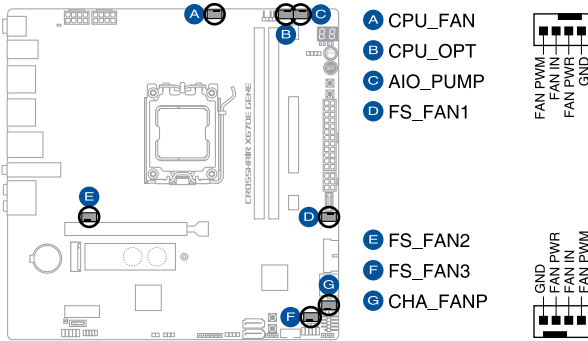 A
B
C
A CPU_FAN
B CPU_OPT
C AIO_PUMP
D FS_FAN1
FAN PWM
FAN IN
FAN PWR
GND
CROSSHAIR X670E GENE
E
D
E FS_FAN2
F FS_FAN3
G CHA_FANP
GND
FAN PWR
FAN IN
FAN PWM
G
F